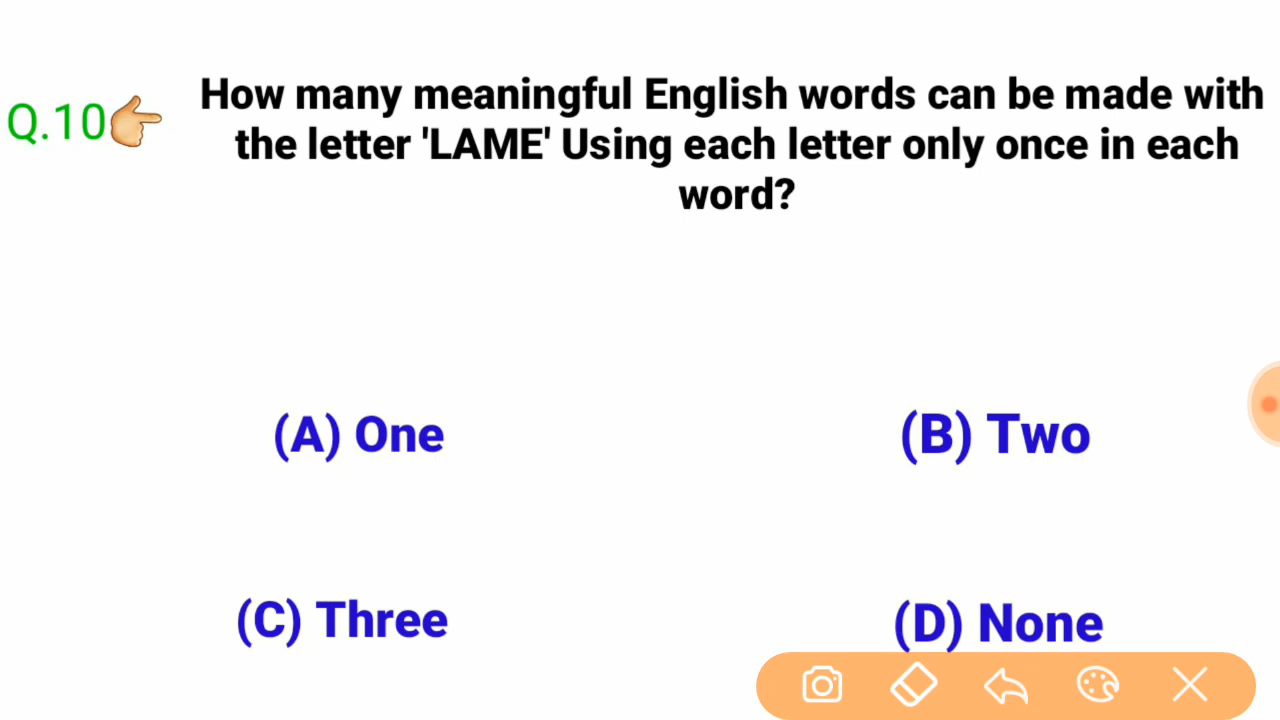 Q.10
How many meaningful English words can be made with
the letter 'LAME' Using each letter only once in each
word?
(A) One
(B) Two
(C) Three
(D) None